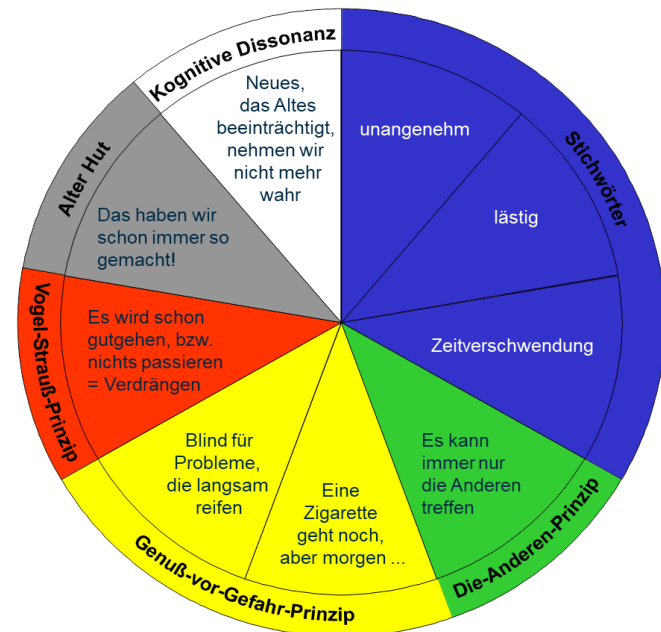 Kognitive Dissonanz
Neues,
das Altes
beeinträchtigt,
nehmen wir
nicht mehr
wahr
Stichwörter
unangenehm
lästig
Zeitverschwendung
Die-Anderen-Prinzip
Es kann
immer nur
die Anderen
treffen
Genuß-vor-Gefahr-Prinzip
Eine
Zigarette
geht noch,
aber morgen ...
Blind für
Probleme,
die langsam
reifen
Vogel-Strauß-Prinzip
Es wird schon
gutgehen, bzw.
nichts passieren
= Verdrängen
Alter Hut
Das haben wir
schon immer so
gemacht!